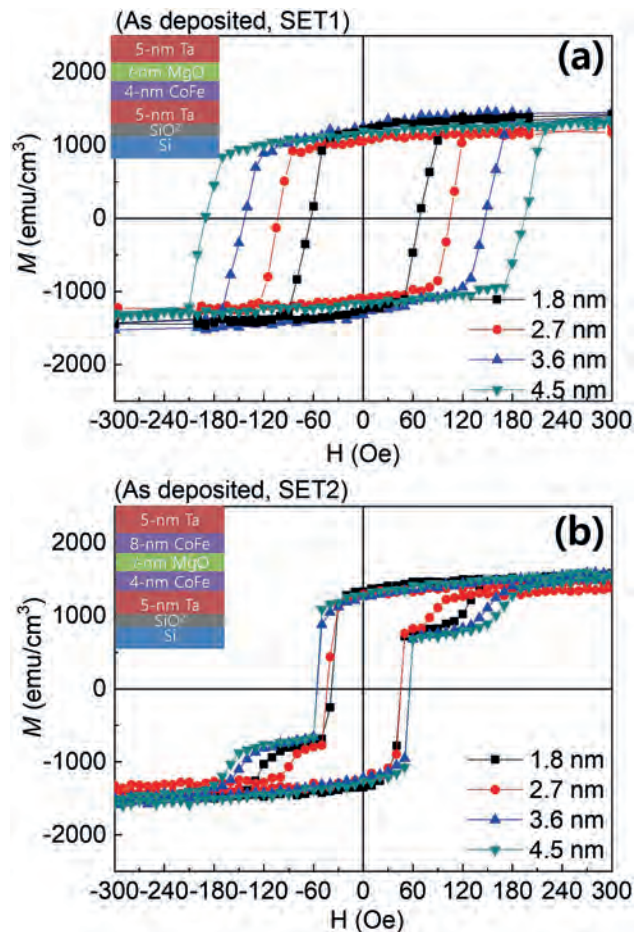 (As deposited, SET1)
(a)
5-nm Ta
t-nm MgO
4-nm CoFe
5-nm Ta
SiO²
Si
2000
1000
0
-1000
-2000
M (emu/cm³)
1.8 nm
2.7 nm
3.6 nm
4.5 nm
-300 -240 -180 -120 -60 0 60 120 180 240 300
H (Oe)
(As deposited, SET2)
(b)
5-nm Ta
8-nm CoFe
t-nm MgO
4-nm CoFe
5-nm Ta
SiO²
Si
2000
1000
0
-1000
-2000
M (emu/cm³)
1.8 nm
2.7 nm
3.6 nm
4.5 nm
-300 -240 -180 -120 -60 0 60 120 180 240 300
H (Oe)